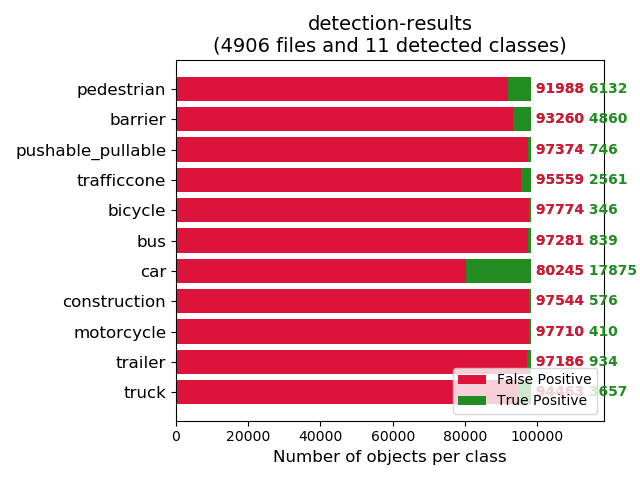 detection-results
(4906 files and 11 detected classes)
pedestrian 91988 6132
barrier 93260 4860
pushable_pullable 97374 746
trafficcone 95559 2561
bicycle 97774 346
bus 97281 839
car 80245 17875
construction 97544 576
motorcycle 97710 410
trailer 97186 934
truck 94463 3657
False Positive
True Positive
0 20000 40000 60000 80000 100000
Number of objects per class